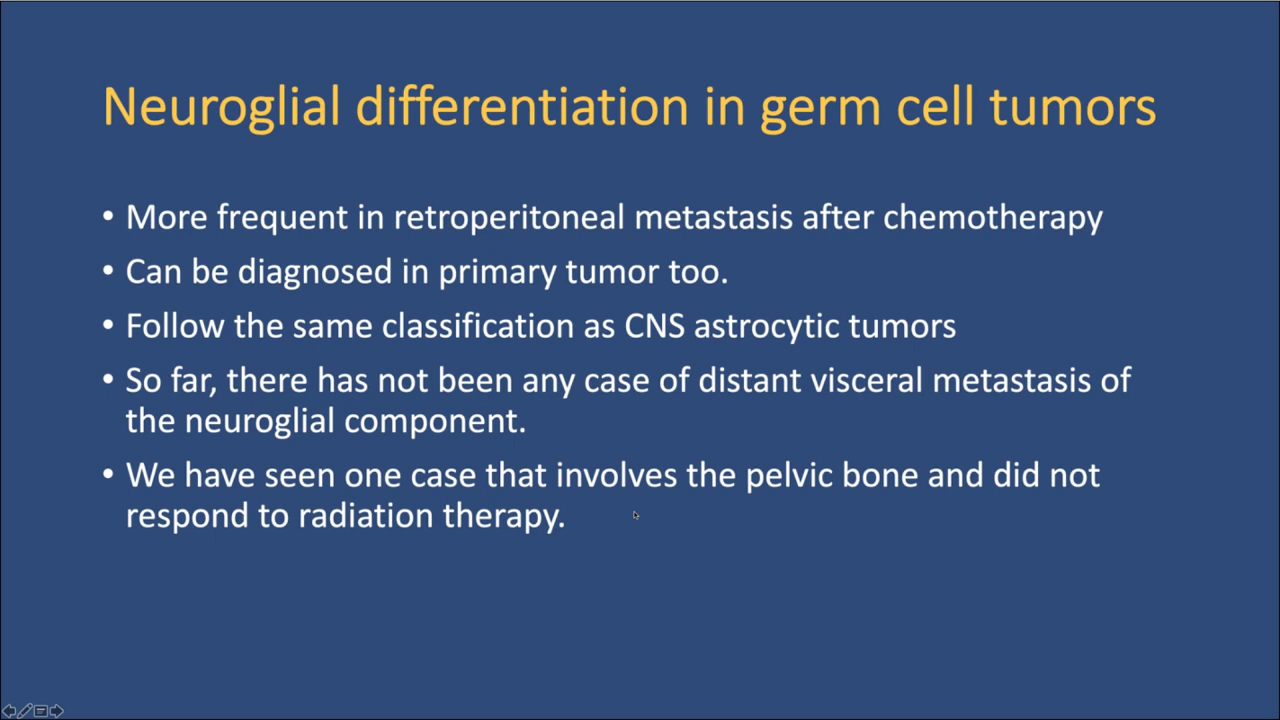 Neuroglial differentiation in germ cell tumors
• More frequent in retroperitoneal metastasis after chemotherapy
• Can be diagnosed in primary tumor too.
• Follow the same classification as CNS astrocytic tumors
• So far, there has not been any case of distant visceral metastasis of
the neuroglial component.
• We have seen one case that involves the pelvic bone and did not
respond to radiation therapy.